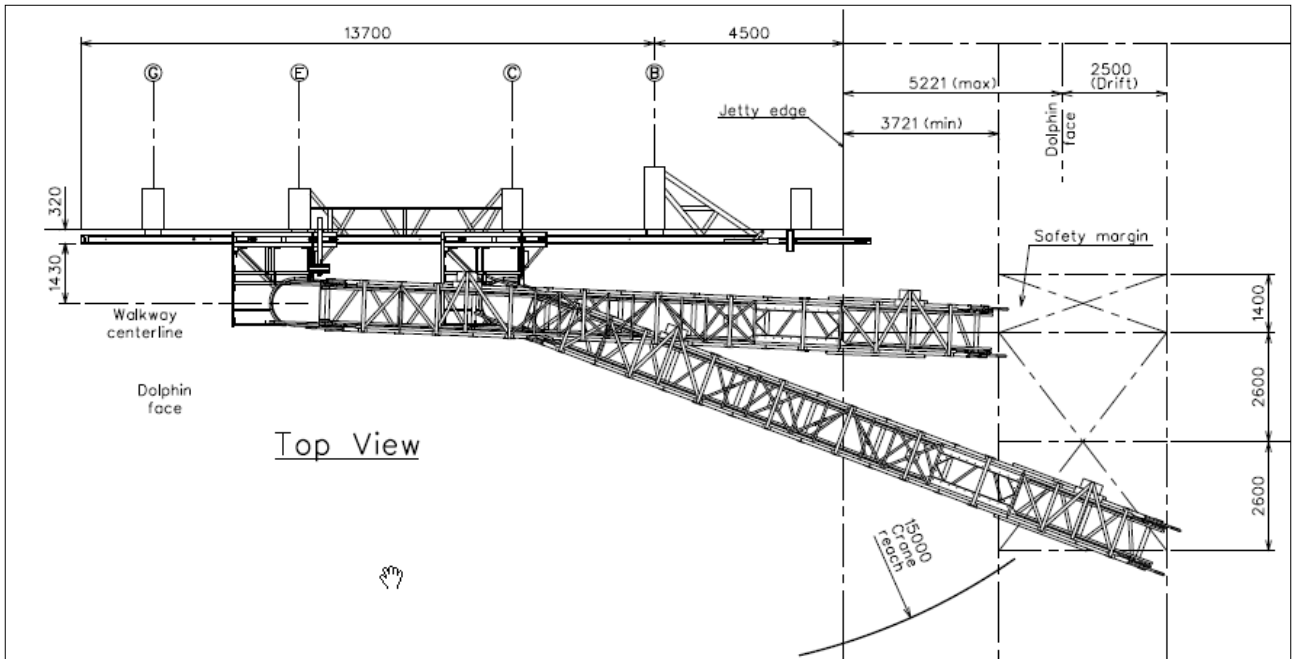 13700
4500
G
E
C
B
5221 (max)
2500
(Drift)
Jetty edge
3721 (min)
Dolphin
face
320
1430
Safety margin
1400
Walkway
centerline
Dolphin
face
2600
Top View
2600
15000
Crane
reach